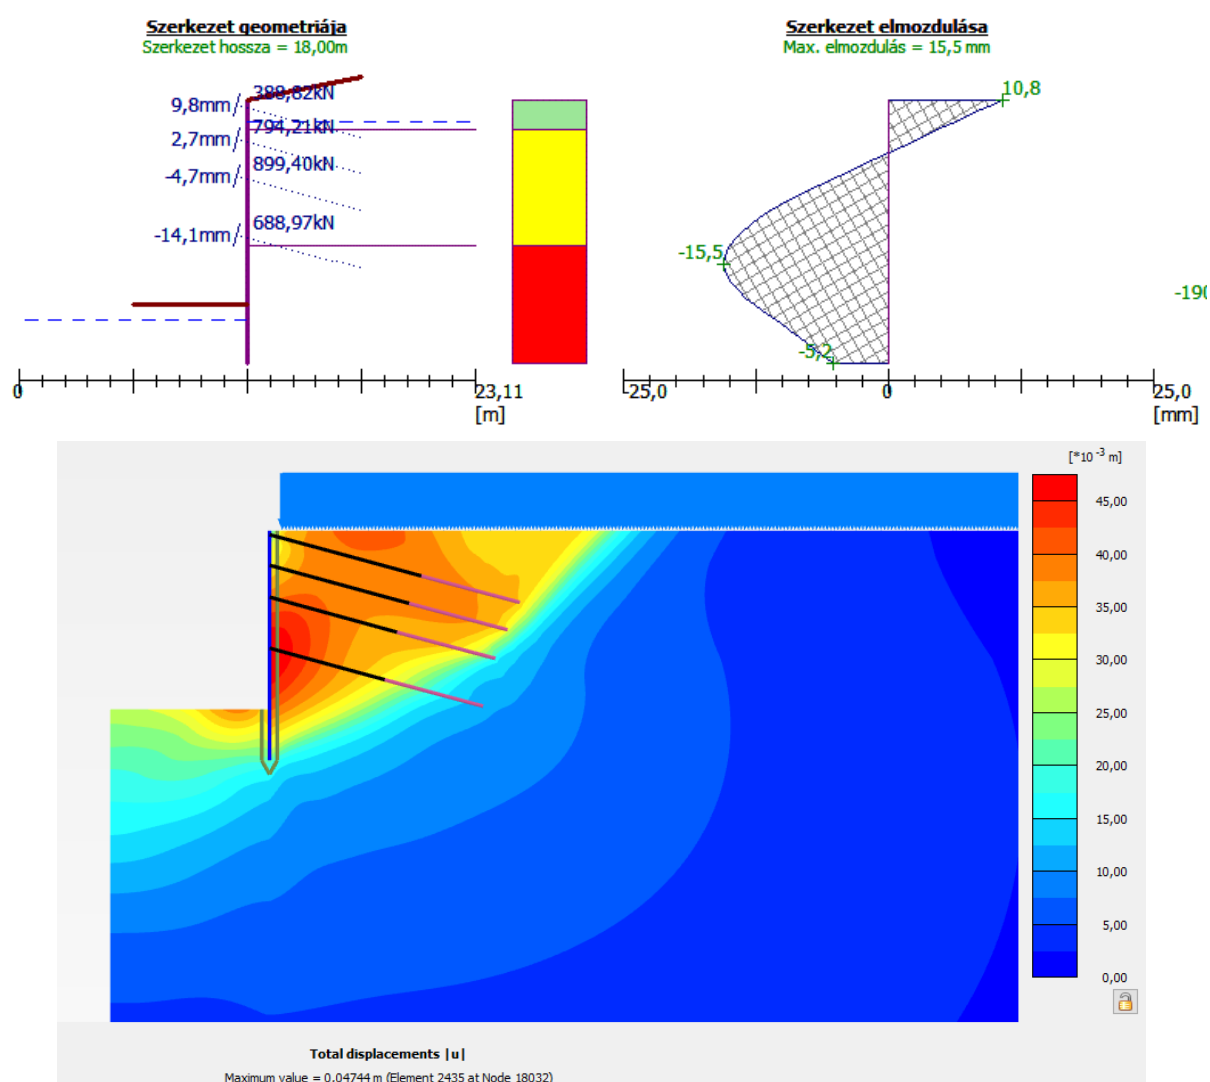 Szerkezet geometriája
Szerkezet hossza = 18,00m
Szerkezet elmozdulása
Max. elmozdulás = 15,5 mm
388,82kN
9,8mm
794,21kN
2,7mm
899,40kN
-4,7mm
688,97kN
-14,1mm
10,8
-15,5
-5,2
-190
0
23,11
[m]
-25,0
0
25,0
[mm]
[*10⁻³ m]
45,00
40,00
35,00
30,00
25,00
20,00
15,00
10,00
5,00
0,00
Total displacements |u|
Maximum value = 0,04744 m (Element 2435 at Node 18032)